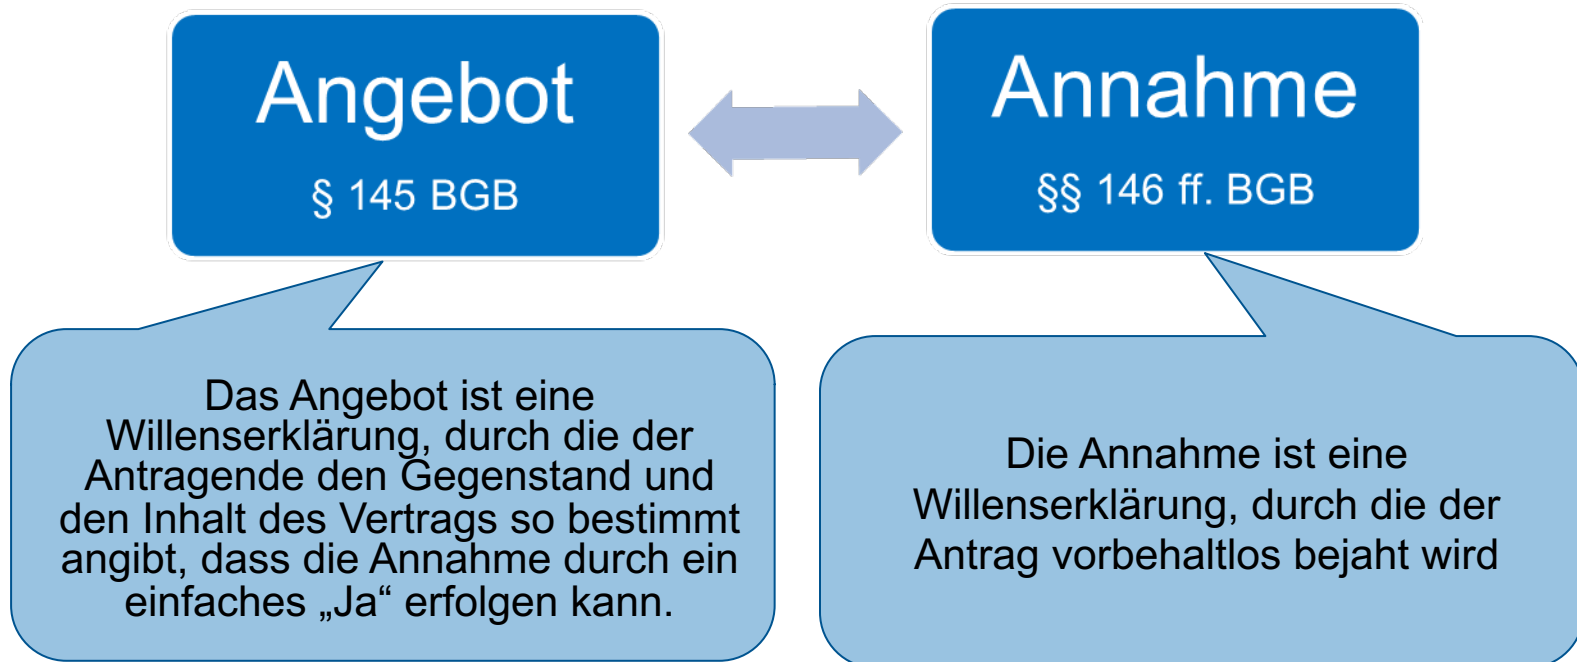 Angebot
§ 145 BGB
Annahme
§§ 146 ff. BGB
Das Angebot ist eine
Willenserklärung, durch die der
Antragende den Gegenstand und
den Inhalt des Vertrags so bestimmt
angibt, dass die Annahme durch ein
einfaches „Ja“ erfolgen kann.
Die Annahme ist eine
Willenserklärung, durch die der
Antrag vorbehaltlos bejaht wird